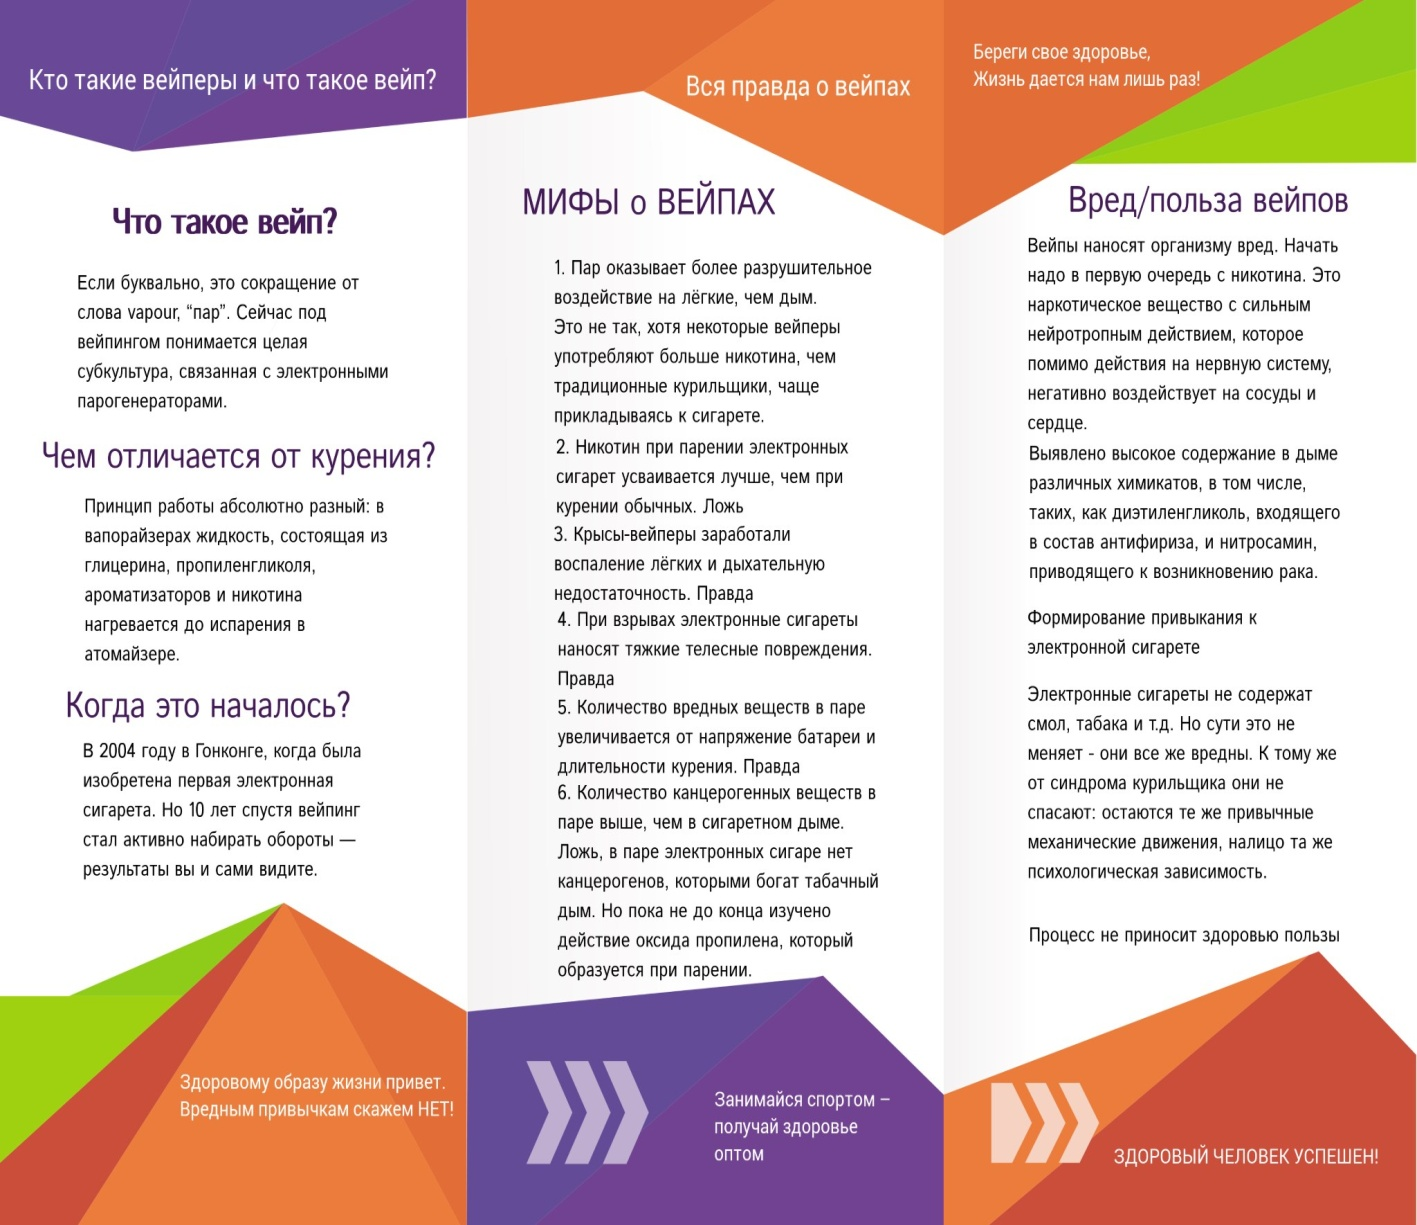 Кто такие вейперы и что такое вейп?
Что такое вейп?
Если буквально, это сокращение от
слова vapour, “пар”. Сейчас под
вейпингом понимается целая
субкультура, связанная с электронными
парогенераторами.
Чем отличается от курения?
Принцип работы абсолютно разный: в
вапорайзерах жидкость, состоящая из
глицерина, пропиленгликоля,
ароматизаторов и никотина
нагревается до испарения в
атомайзере.
Когда это началось?
В 2004 году в Гонконге, когда была
изобретена первая электронная
сигарета. Но 10 лет спустя вейпинг
стал активно набирать обороты —
результаты вы и сами видите.
Здоровому образу жизни привет.
Вредным привычкам скажем НЕТ!
Вся правда о вейпах
МИФЫ о ВЕЙПАХ
1. Пар оказывает более разрушительное
воздействие на лёгкие, чем дым.
Это не так, хотя некоторые вейперы
употребляют больше никотина, чем
традиционные курильщики, чаще
прикладываясь к сигарете.
2. Никотин при парении электронных
сигарет усваивается лучше, чем при
курении обычных. Ложь
3. Крысы-вейперы заработали
воспаление лёгких и дыхательную
недостаточность. Правда
4. При взрывах электронные сигареты
наносят тяжкие телесные повреждения.
Правда
5. Количество вредных веществ в паре
увеличивается от напряжение батареи и
длительности курения. Правда
6. Количество канцерогенных веществ в
паре выше, чем в сигаретном дыме.
Ложь, в паре электронных сигаре нет
канцерогенов, которыми богат табачный
дым. Но пока не до конца изучено
действие оксида пропилена, который
образуется при парении.
Занимайся спортом –
получай здоровье
оптом
Береги свое здоровье,
Жизнь дается нам лишь раз!
Вред/польза вейпов
Вейпы наносят организму вред. Начать
надо в первую очередь с никотина. Это
наркотическое вещество с сильным
нейротропным действием, которое
помимо действия на нервную систему,
негативно воздействует на сосуды и
сердце.
Выявлено высокое содержание в дыме
различных химикатов, в том числе,
таких, как диэтиленгликоль, входящего
в состав антифириза, и нитросамин,
приводящего к возникновению рака.
Формирование привыкания к
электронной сигарете
Электронные сигареты не содержат
смол, табака и т.д. Но сути это не
меняет - они все же вредны. К тому же
от синдрома курильщика они не
спасают: остаются те же привычные
механические движения, налицо та же
психологическая зависимость.
Процесс не приносит здоровью пользы
ЗДОРОВЫЙ ЧЕЛОВЕК УСПЕШЕН!